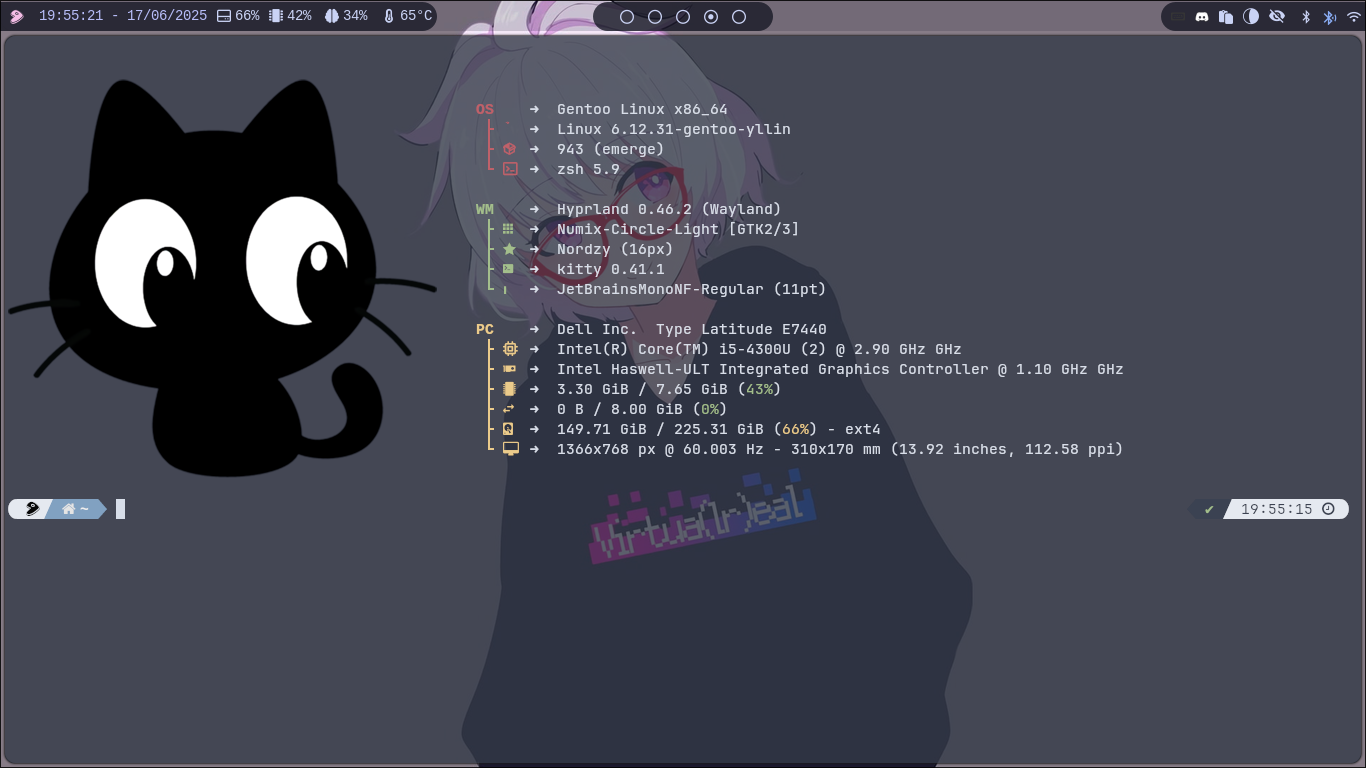 19:55:21 - 17/06/2025 66% 42% 34% 65°C
OS → Gentoo Linux x86_64
→ Linux 6.12.31-gentoo-yllin
→ 943 (emerge)
→ zsh 5.9
WM → Hyprland 0.46.2 (Wayland)
→ Numix-Circle-Light [GTK2/3]
→ Nordzy (16px)
→ kitty 0.41.1
→ JetBrainsMonoNF-Regular (11pt)
PC → Dell Inc.  Type Latitude E7440
→ Intel(R) Core(TM) i5-4300U (2) @ 2.90 GHz GHz
→ Intel Haswell-ULT Integrated Graphics Controller @ 1.10 GHz GHz
→ 3.30 GiB / 7.65 GiB (43%)
→ 0 B / 8.00 GiB (0%)
→ 149.71 GiB / 225.31 GiB (66%) - ext4
→ 1366x768 px @ 60.003 Hz - 310x170 mm (13.92 inches, 112.58 ppi)
~ ✔ 19:55:15
Virtual(r)eal